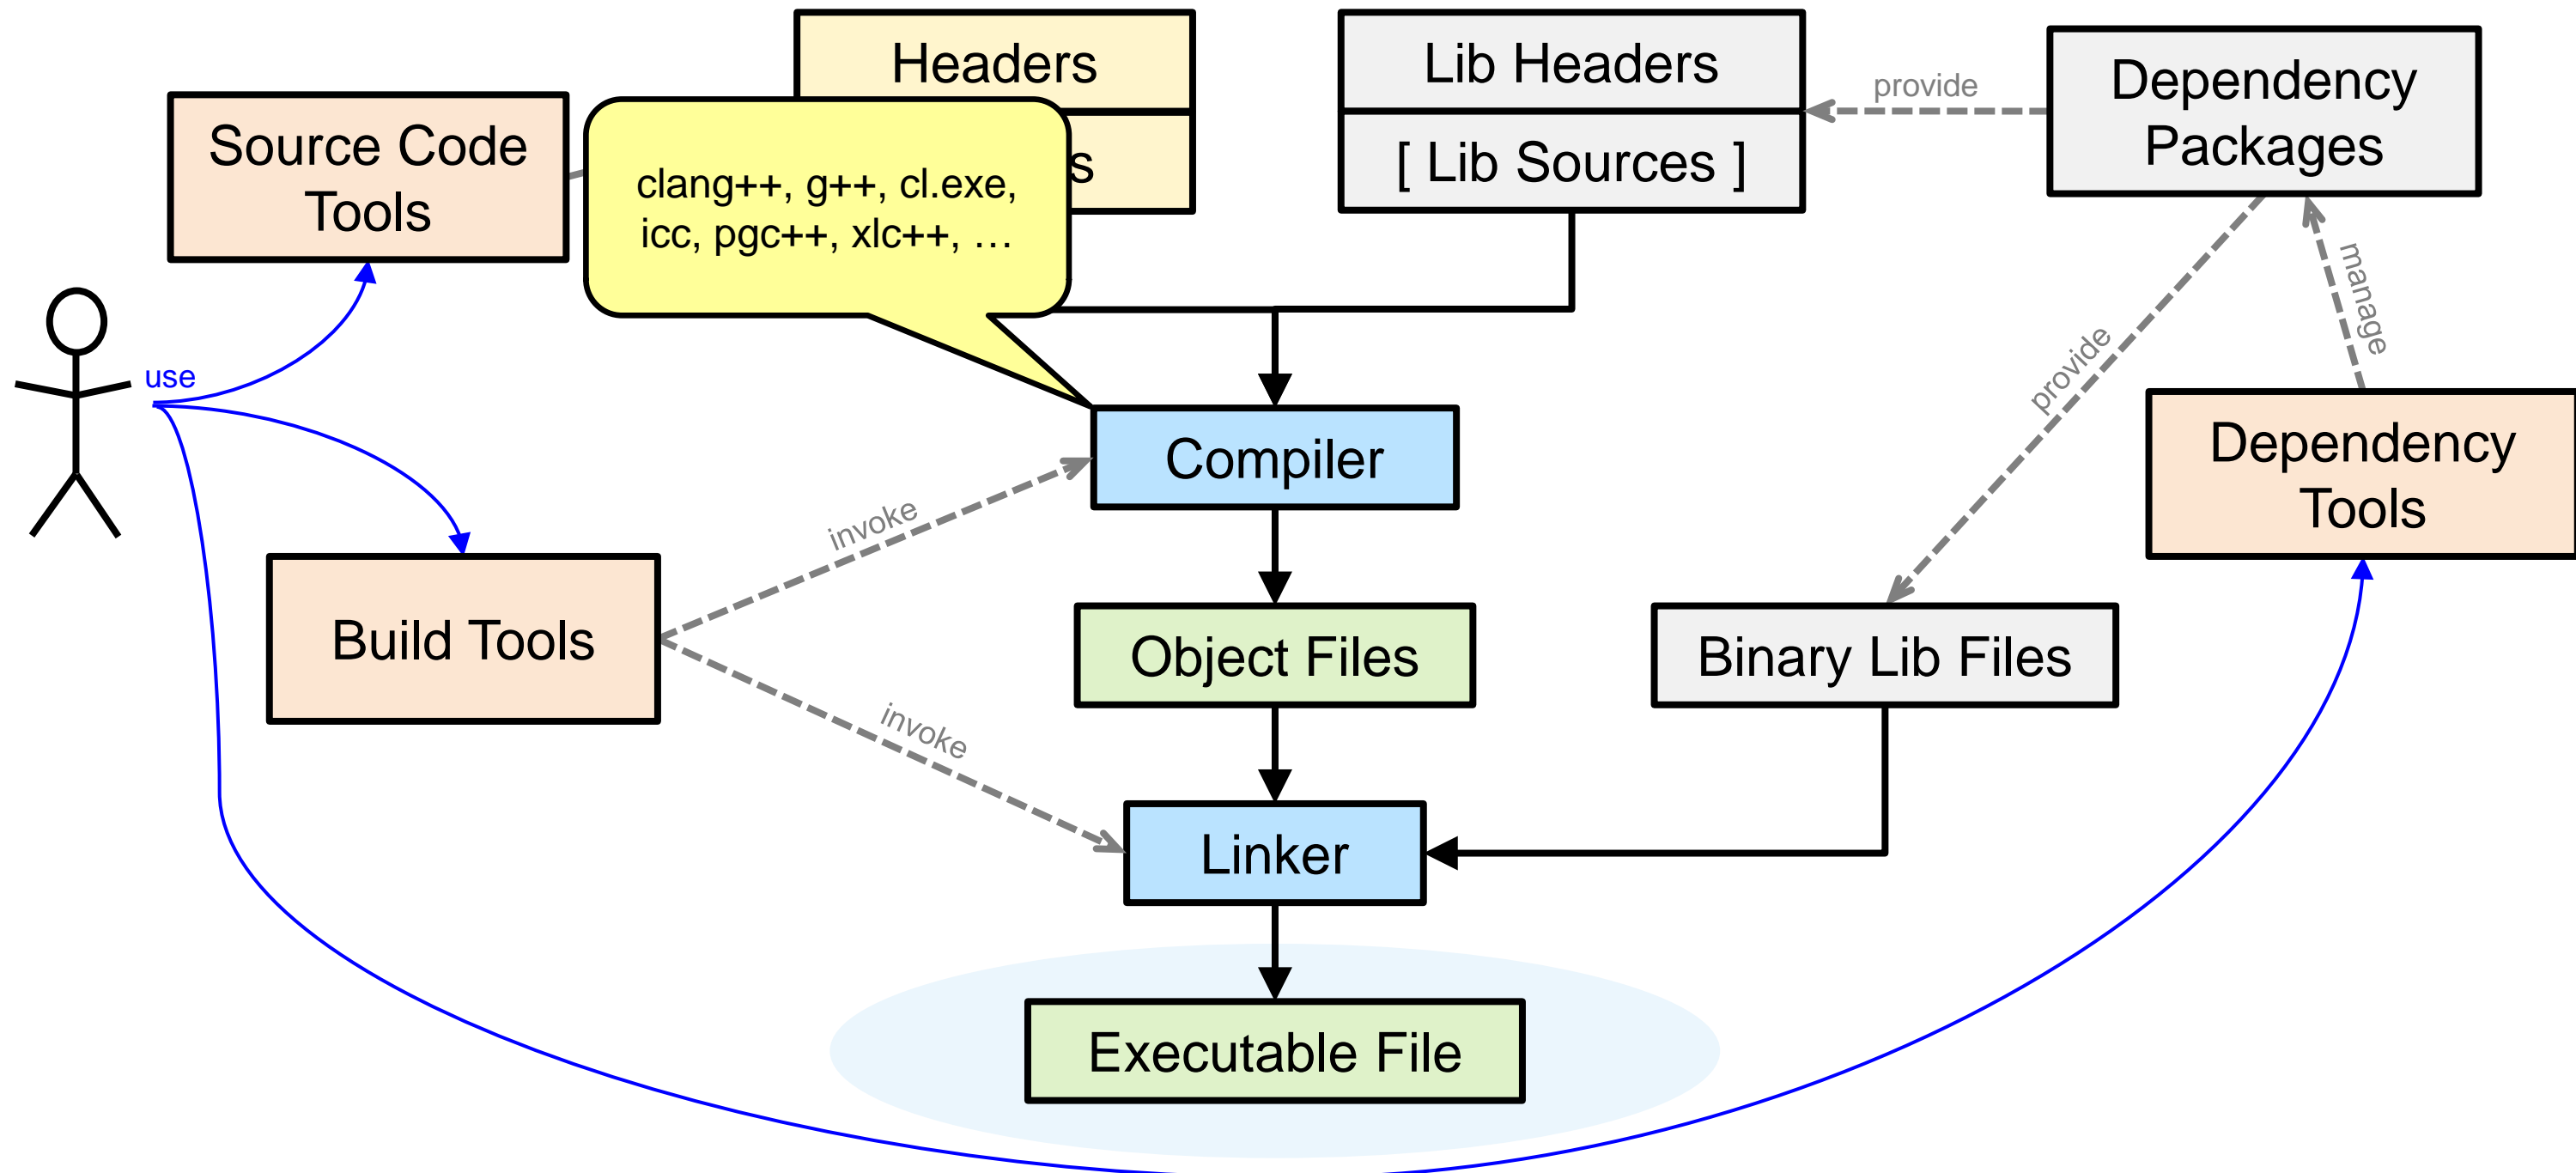 Headers
Lib Headers
Dependency
Packages
provide
Source Code
Tools
[ Lib Sources ]
clang++, g++, cl.exe,
icc, pgc++, xlc++, …
manage
provide
use
Compiler
Dependency
Tools
invoke
Build Tools
Object Files
Binary Lib Files
invoke
Linker
Executable File